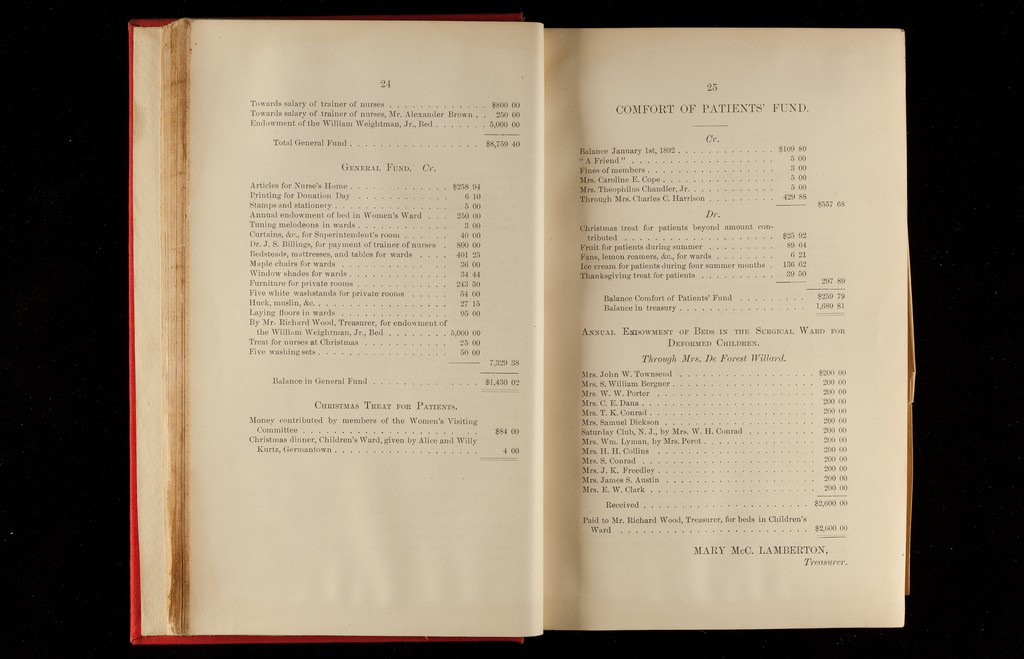 24
Towards salary of trainer of nurses . . . . . . . . . . . . . $800 00
Towards salary of trainer of nurses, Mr. Alexander Brown . . 250 00
Endowment of the William Weightman, Jr., Bed . . . . . . . 5,000 00
Total General Fund . . . . . . . . . . . . . . . . . $8,759 40
General Fund. Cr.
Articles for Nurse's Home . . . . . . . . . . . . . $258 94
Printing for Donation Day . . . . . . . . . . . . 6 10
Stamps and stationery . . . . . . . . . . . . . . . 5 00
Annual endowment of bed in Women's Ward . . . 250 00
Tuning melodeons in wards . . . . . . . . . . . . 3 00
Curtains, &c., for Superintendent's room . . . . . 40 00
Dr. J. S. Billings, for payment of trainer of nurses . 800 00
Bedsteads, mattresses, and tables for wards . . . . 401 25
Maple chairs for wards . . . . . . . . . . . . . . 36 00
Window shades for wards . . . . . . . . . . . . . 34 44
Furniture for private rooms . . . . . . . . . . . . 243 50
Five white washstands for private rooms . . . . . 54 00
Huck, muslin, &c. . . . . . . . . . . . . . . . . . 27 15
Laying floors in wards . . . . . . . . . . . . . . 95 00
By Mr. Richard Wood, Treasurer, for endowment of
the William Weightman, Jr., Bed . . . . . . . . 5,000 00
Treat for nurses at Christmas . . . . . . . . . . . 25 00
Five washing sets . . . . . . . . . . . . . . . . . 50 00
7,329 38
Balance in General Fund . . . . . . . . . . . . . . $1,430 02
Christmas Treat for Patients.
Money contributed by members of the Women's Visiting
Committee . . . . . . . . . . . . . . . . . . . . . $84 00
Christmas dinner, Children's Ward, given by Alice and Willy
Kurtz, Germantown . . . . . . . . . . . . . . . . . . . 4 00
25
COMFORT OF PATIENTS' FUND.
Cr.
Balance January 1st, 1892 . . . . . . . . . . . . . $109 80
"A Friend" . . . . . . . . . . . . . . . . . . . 5 00
Fines of members . . . . . . . . . . . . . . . . . 3 00
Mrs. Caroline E. Cope . . . . . . . . . . . . . . . 5 00
Mrs. Theophilus Chandler, Jr. . . . . . . . . . . . 5 00
Through Mrs. Charles C. Harrison . . . . . . . . . 429 88
$557 68
Dr.
Christmas treat for patients beyond amount con-
tributed . . . . . . . . . . . . . . . . . . . . $25 92
Fruit for patients during summer . . . . . . . . . 89 64
Fans, lemon reamers, &c., for wards . . . . . . . . 6 21
Ice cream for patients during four summer months . 136 62
Thanksgiving treat for patients . . . . . . . . . . 39 50
297 89
Balance Comfort of Patients' Fund . . . . . . . . . $259 79
Balance in treasury . . . . . . . . . . . . . . . . . 1,689 81
Annual Endowment of Beds in the Surgical Ward for
Deformed Children.
Through Mrs. De Forest Willard.
Mrs. John W. Townsend . . . . . . . . . . . . . . . . . . $200 00
Mrs. S. William Bergner . . . . . . . . . . . . . . . . . . . 200 00
Mrs. W. W. Porter . . . . . . . . . . . . . . . . . . . . 200 00
Mrs. C. E. Dana . . . . . . . . . . . . . . . . . . . . . . 200 00
Mrs. T. K. Conrad . . . . . . . . . . . . . . . . . . . . . 200 00
Mrs. Samuel Dickson . . . . . . . . . . . . . . . . . . . . 200 00
Saturday Club, N. J., by Mrs. W. H. Conrad . . . . . . . . . 200 00
Mrs. Wm. Lyman, by Mrs. Perot . . . . . . . . . . . . . . . 200 00
Mrs. H. H. Collins . . . . . . . . . . . . . . . . . . . . 200 00
Mrs. S. Conrad . . . . . . . . . . . . . . . . . . . . . . 200 00
Mrs. J. K. Freedley . . . . . . . . . . . . . . . . . . . . 200 00
Mrs. James S. Austin . . . . . . . . . . . . . . . . . . . . 200 00
Mrs. E. W. Clark . . . . . . . . . . . . . . . . . . . . . . 200 00
Received . . . . . . . . . . . . . . . . . . . . . . $2,600 00
Paid to Mr. Richard Wood, Treasurer, for beds in Children's
Ward . . . . . . . . . . . . . . . . . . . . . . . . . $2,600 00
MARY McC. LAMBERTON,
Treasurer.